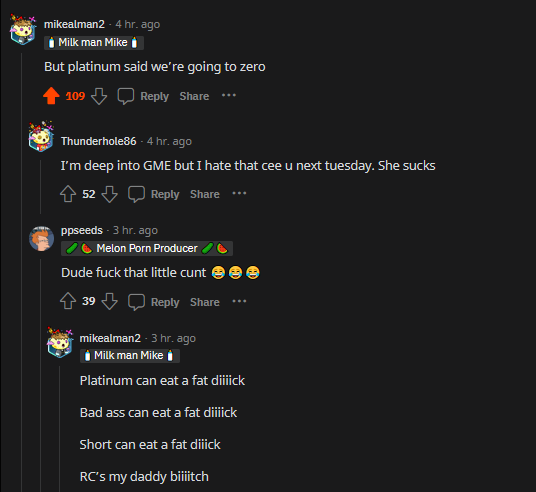 mikealman2 · 4 hr. ago
🍼 Milk man Mike 🍼
But platinum said we're going to zero
109 Reply Share ···
Thunderhole86 · 4 hr. ago
I'm deep into GME but I hate that cee u next tuesday. She sucks
52 Reply Share ···
ppseeds · 3 hr. ago
🥒🍉 Melon Porn Producer 🥒🍉
Dude fuck that little cunt 😂😂😂
39 Reply Share ···
mikealman2 · 3 hr. ago
🍼 Milk man Mike 🍼
Platinum can eat a fat diiiick
Bad ass can eat a fat diiiick
Short can eat a fat diiick
RC's my daddy biiiitch